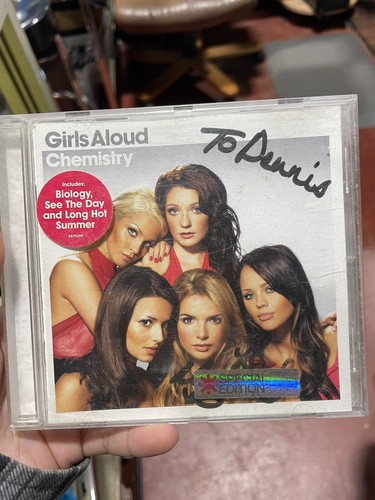 Girls Aloud
Chemistry
To Dennis
Includes:
Biology,
See The Day
and Long Hot
Summer
SPECIAL
EDITION